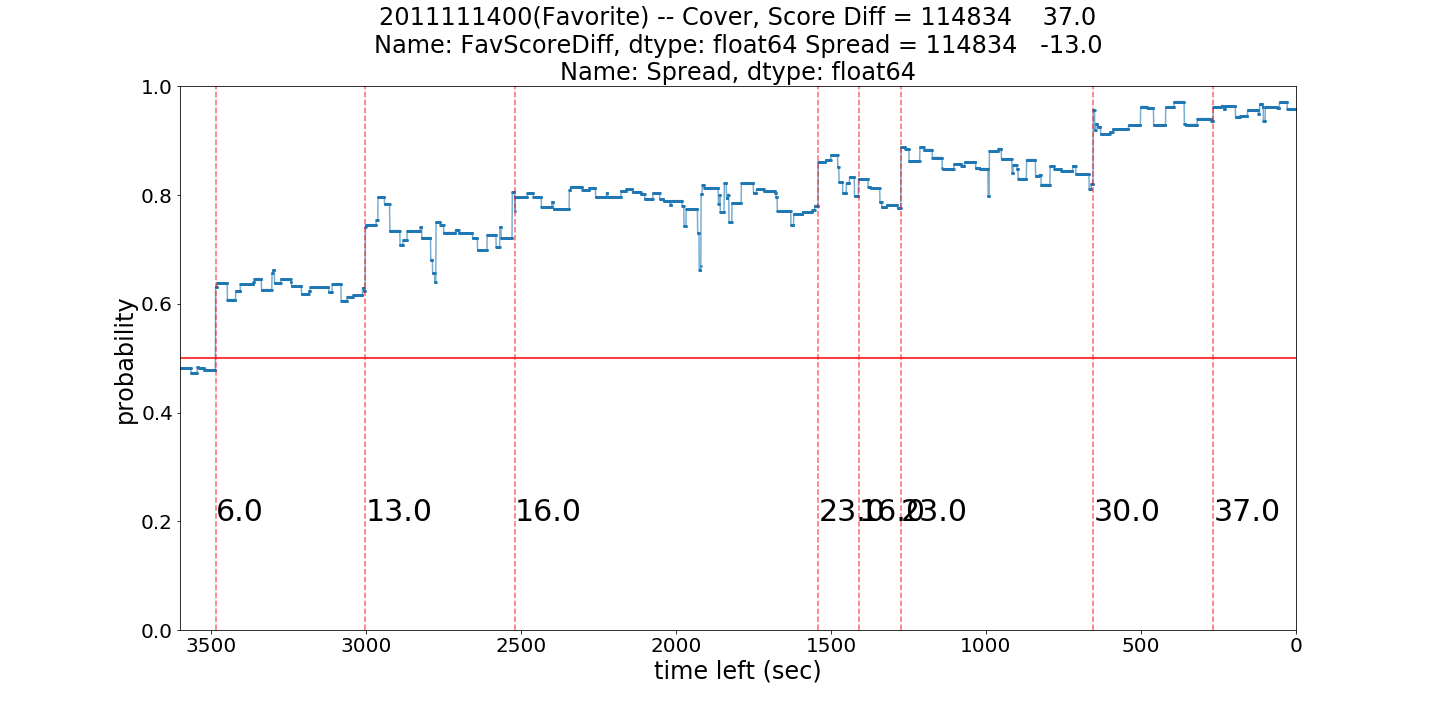 2011111400(Favorite) -- Cover, Score Diff = 114834    37.0
Name: FavScoreDiff, dtype: float64 Spread = 114834   -13.0
Name: Spread, dtype: float64
1.0
0.8
0.6
0.4
0.2
0.0
probability
6.0
13.0
16.0
23.0
16.0
23.0
30.0
37.0
3500 3000 2500 2000 1500 1000 500 0
time left (sec)